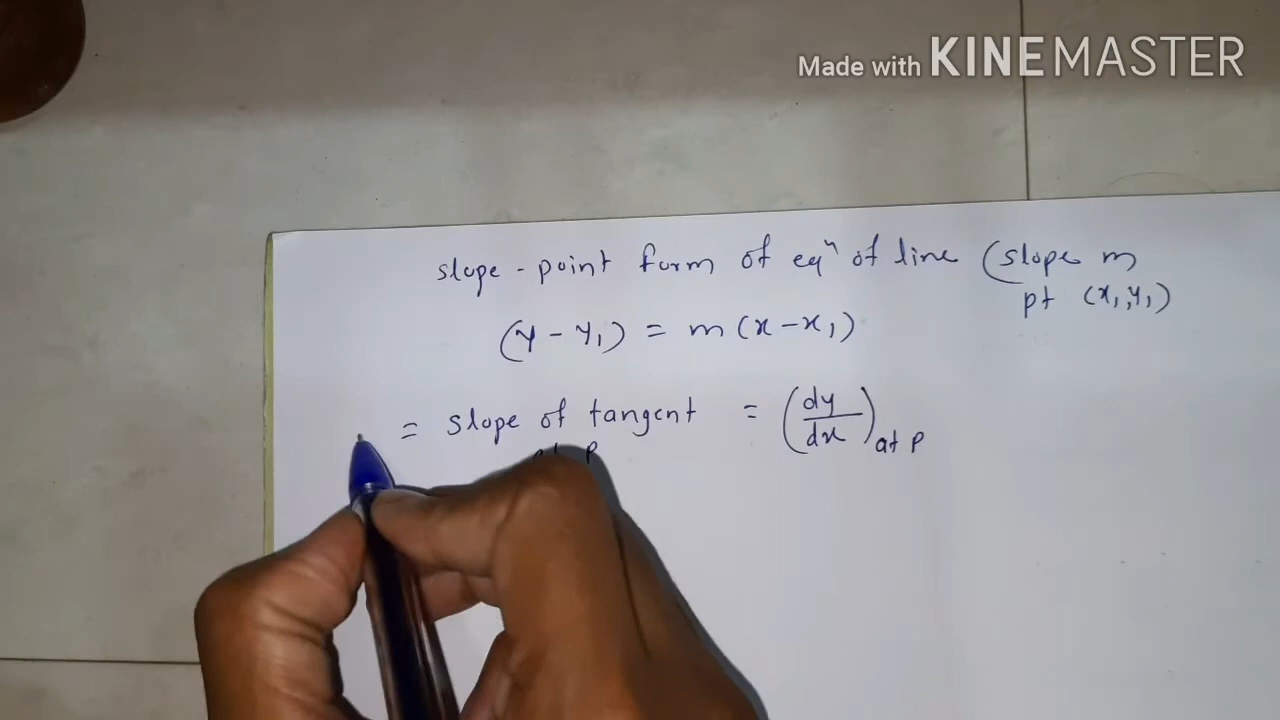 Made with KINEMASTER
slope - point form of eqⁿ of line (slope m
pt (x₁, y₁)
(y - y₁) = m (x - x₁)
= slope of tangent = (dy/dx) at P
at P